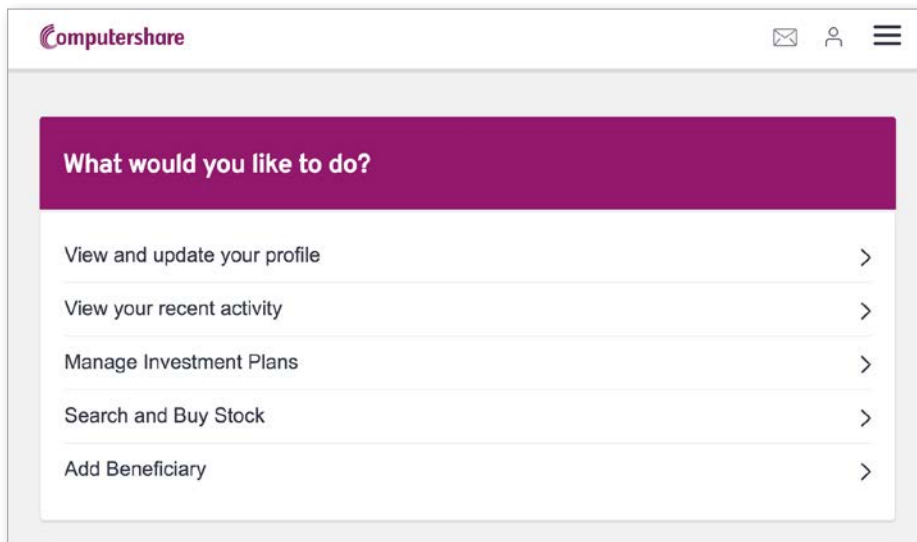 Computershare
What would you like to do?
View and update your profile
View your recent activity
Manage Investment Plans
Search and Buy Stock
Add Beneficiary